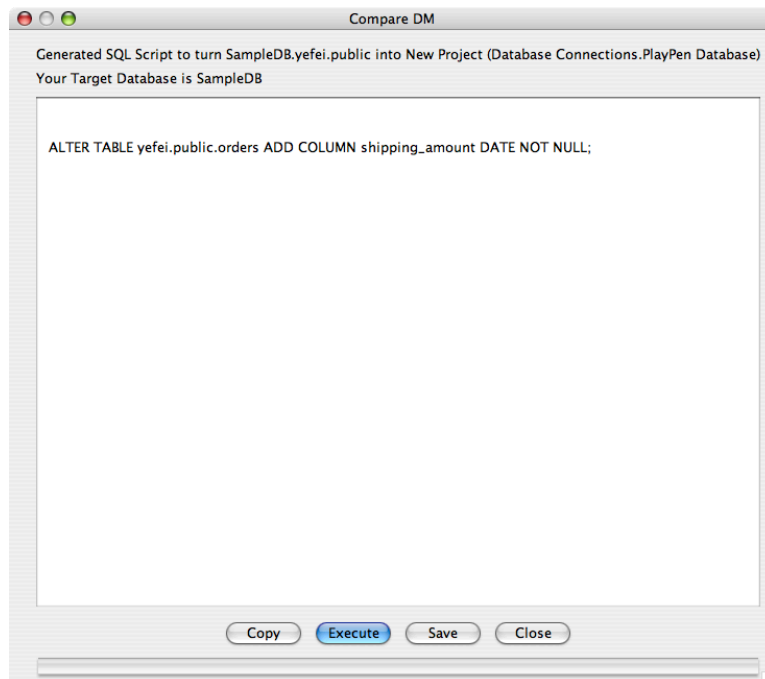 Compare DM
Generated SQL Script to turn SampleDB.yefei.public into New Project (Database Connections.PlayPen Database)
Your Target Database is SampleDB
ALTER TABLE yefei.public.orders ADD COLUMN shipping_amount DATE NOT NULL;
Copy Execute Save Close